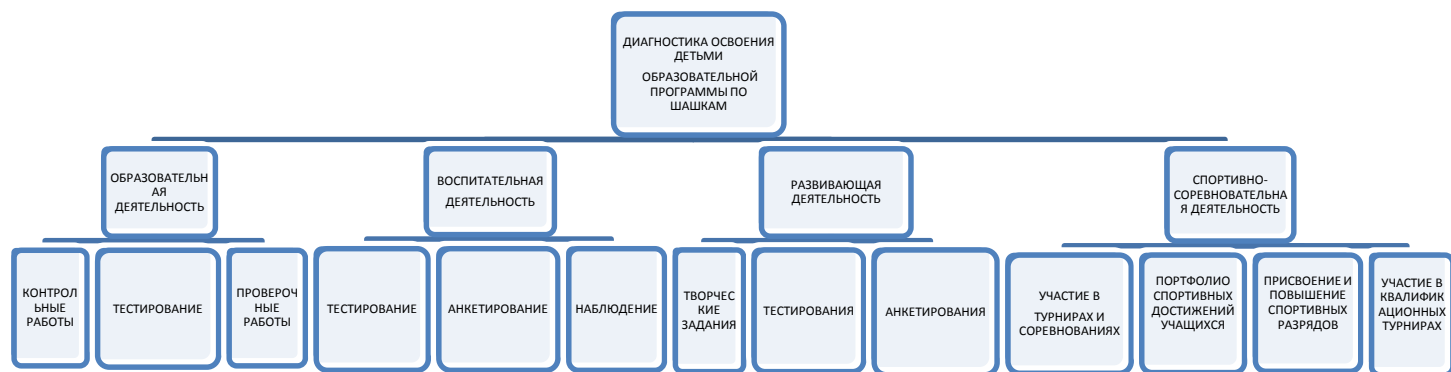 ДИАГНОСТИКА ОСВОЕНИЯ
ДЕТЬМИ
ОБРАЗОВАТЕЛЬНОЙ
ПРОГРАММЫ ПО
ШАШКАМ
ОБРАЗОВАТЕЛЬН
АЯ
ДЕЯТЕЛЬНОСТЬ
ВОСПИТАТЕЛЬНАЯ
ДЕЯТЕЛЬНОСТЬ
РАЗВИВАЮЩАЯ
ДЕЯТЕЛЬНОСТЬ
СПОРТИВНО-
СОРЕВНОВАТЕЛЬНА
Я ДЕЯТЕЛЬНОСТЬ
КОНТРОЛ
ЬНЫЕ
РАБОТЫ
ТЕСТИРОВАНИЕ
ПРОВЕРОЧ
НЫЕ
РАБОТЫ
ТЕСТИРОВАНИЕ
АНКЕТИРОВАНИЕ
НАБЛЮДЕНИЕ
ТВОРЧЕС
КИЕ
ЗАДАНИЯ
ТЕСТИРОВАНИЯ
АНКЕТИРОВАНИЯ
УЧАСТИЕ В
ТУРНИРАХ И
СОРЕВНОВАНИЯХ
ПОРТФОЛИО
СПОРТИВНЫХ
ДОСТИЖЕНИЙ
УЧАЩИХСЯ
ПРИСВОЕНИЕ И
ПОВЫШЕНИЕ
СПОРТИВНЫХ
РАЗРЯДОВ
УЧАСТИЕ В
КВАЛИФИК
АЦИОННЫХ
ТУРНИРАХ